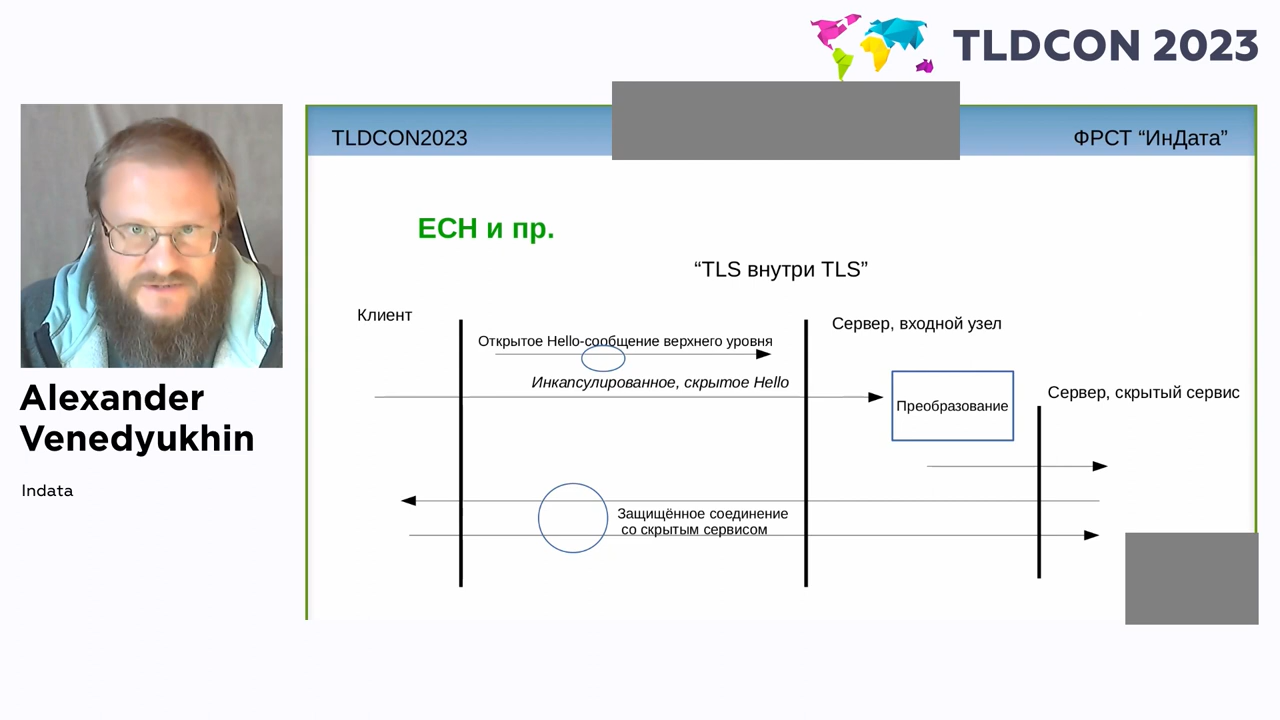 TLDCON 2023
TLDCON2023
ФРСТ “ИнДата”
ECH и пр.
“TLS внутри TLS”
Клиент
Сервер, входной узел
Открытое Hello-сообщение верхнего уровня
Инкапсулированное, скрытое Hello
Преобразование
Сервер, скрытый сервис
Защищённое соединение
со скрытым сервисом
Alexander
Venedyukhin
Indata